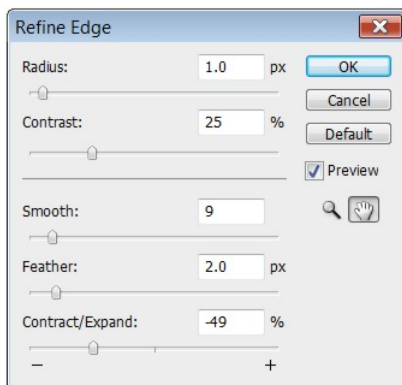 Refine Edge
Radius: 1.0 px
OK
Cancel
Contrast: 25 %
Default
Preview
Smooth: 9
Feather: 2.0 px
Contract/Expand: -49 %
− +